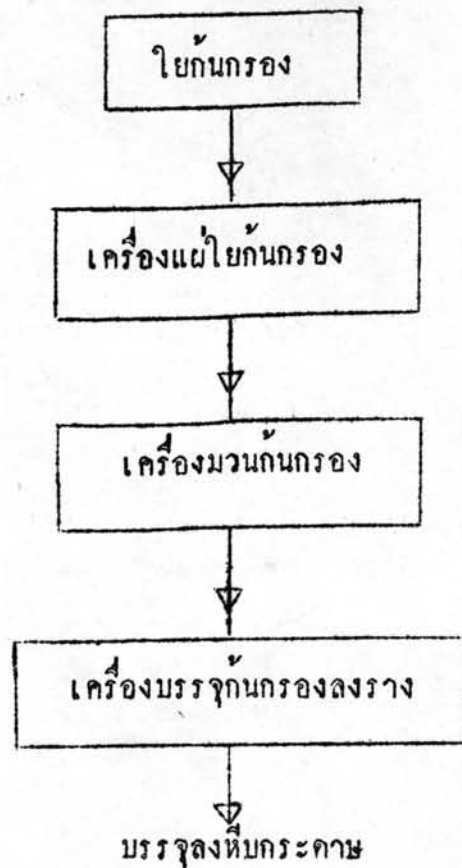 ใยก้นกรอง
เครื่องแผ่ใยก้นกรอง
เครื่องมวนก้นกรอง
เครื่องบรรจุก้นกรองลงราง
บรรจุลงหีบกระดาษ